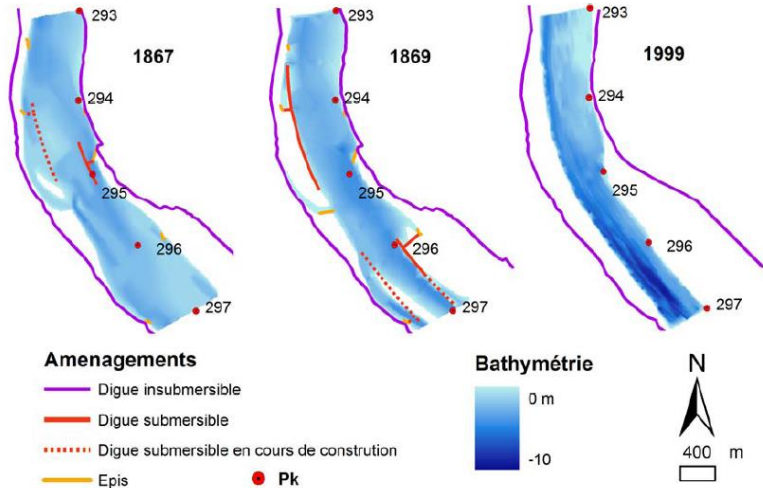 1867
293
294
295
296
297
1869
293
294
295
296
297
1999
293
294
295
296
297
Amenagements
Digue insubmersible
Digue submersible
Digue submersible en cours de constrution
Epis
Pk
Bathymétrie
0 m
-10
N
400 m